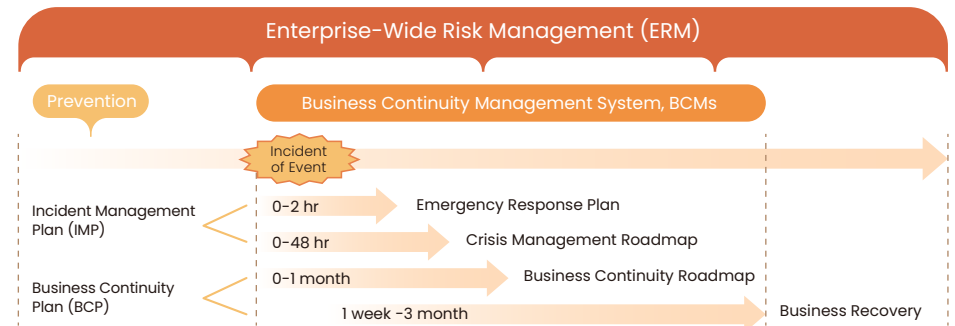 Enterprise-Wide Risk Management (ERM)
Prevention
Business Continuity Management System, BCMs
Incident
of Event
Incident Management
Plan (IMP)
0-2 hr
Emergency Response Plan
0-48 hr
Crisis Management Roadmap
Business Continuity
Plan (BCP)
0-1 month
Business Continuity Roadmap
1 week -3 month
Business Recovery